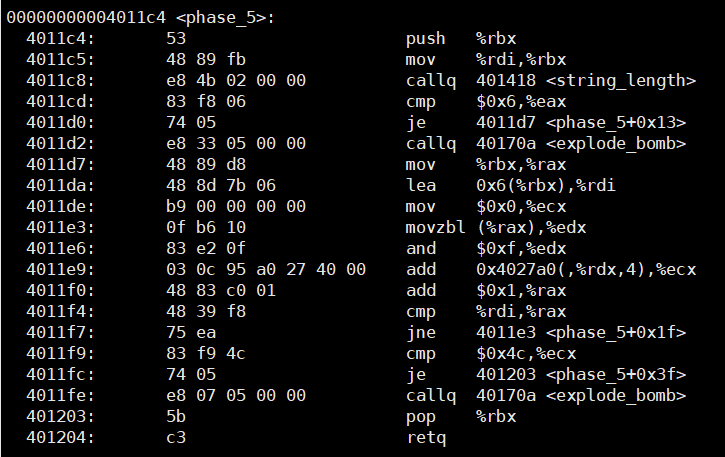 00000000004011c4 <phase_5>:
4011c4: 53 push %rbx
4011c5: 48 89 fb mov %rdi,%rbx
4011c8: e8 4b 02 00 00 callq 401418 <string_length>
4011cd: 83 f8 06 cmp $0x6,%eax
4011d0: 74 05 je 4011d7 <phase_5+0x13>
4011d2: e8 33 05 00 00 callq 40170a <explode_bomb>
4011d7: 48 89 d8 mov %rbx,%rax
4011da: 48 8d 7b 06 lea 0x6(%rbx),%rdi
4011de: b9 00 00 00 00 mov $0x0,%ecx
4011e3: 0f b6 10 movzbl (%rax),%edx
4011e6: 83 e2 0f and $0xf,%edx
4011e9: 03 0c 95 a0 27 40 00 add 0x4027a0(,%rdx,4),%ecx
4011f0: 48 83 c0 01 add $0x1,%rax
4011f4: 48 39 f8 cmp %rdi,%rax
4011f7: 75 ea jne 4011e3 <phase_5+0x1f>
4011f9: 83 f9 4c cmp $0x4c,%ecx
4011fc: 74 05 je 401203 <phase_5+0x3f>
4011fe: e8 07 05 00 00 callq 40170a <explode_bomb>
401203: 5b pop %rbx
401204: c3 retq